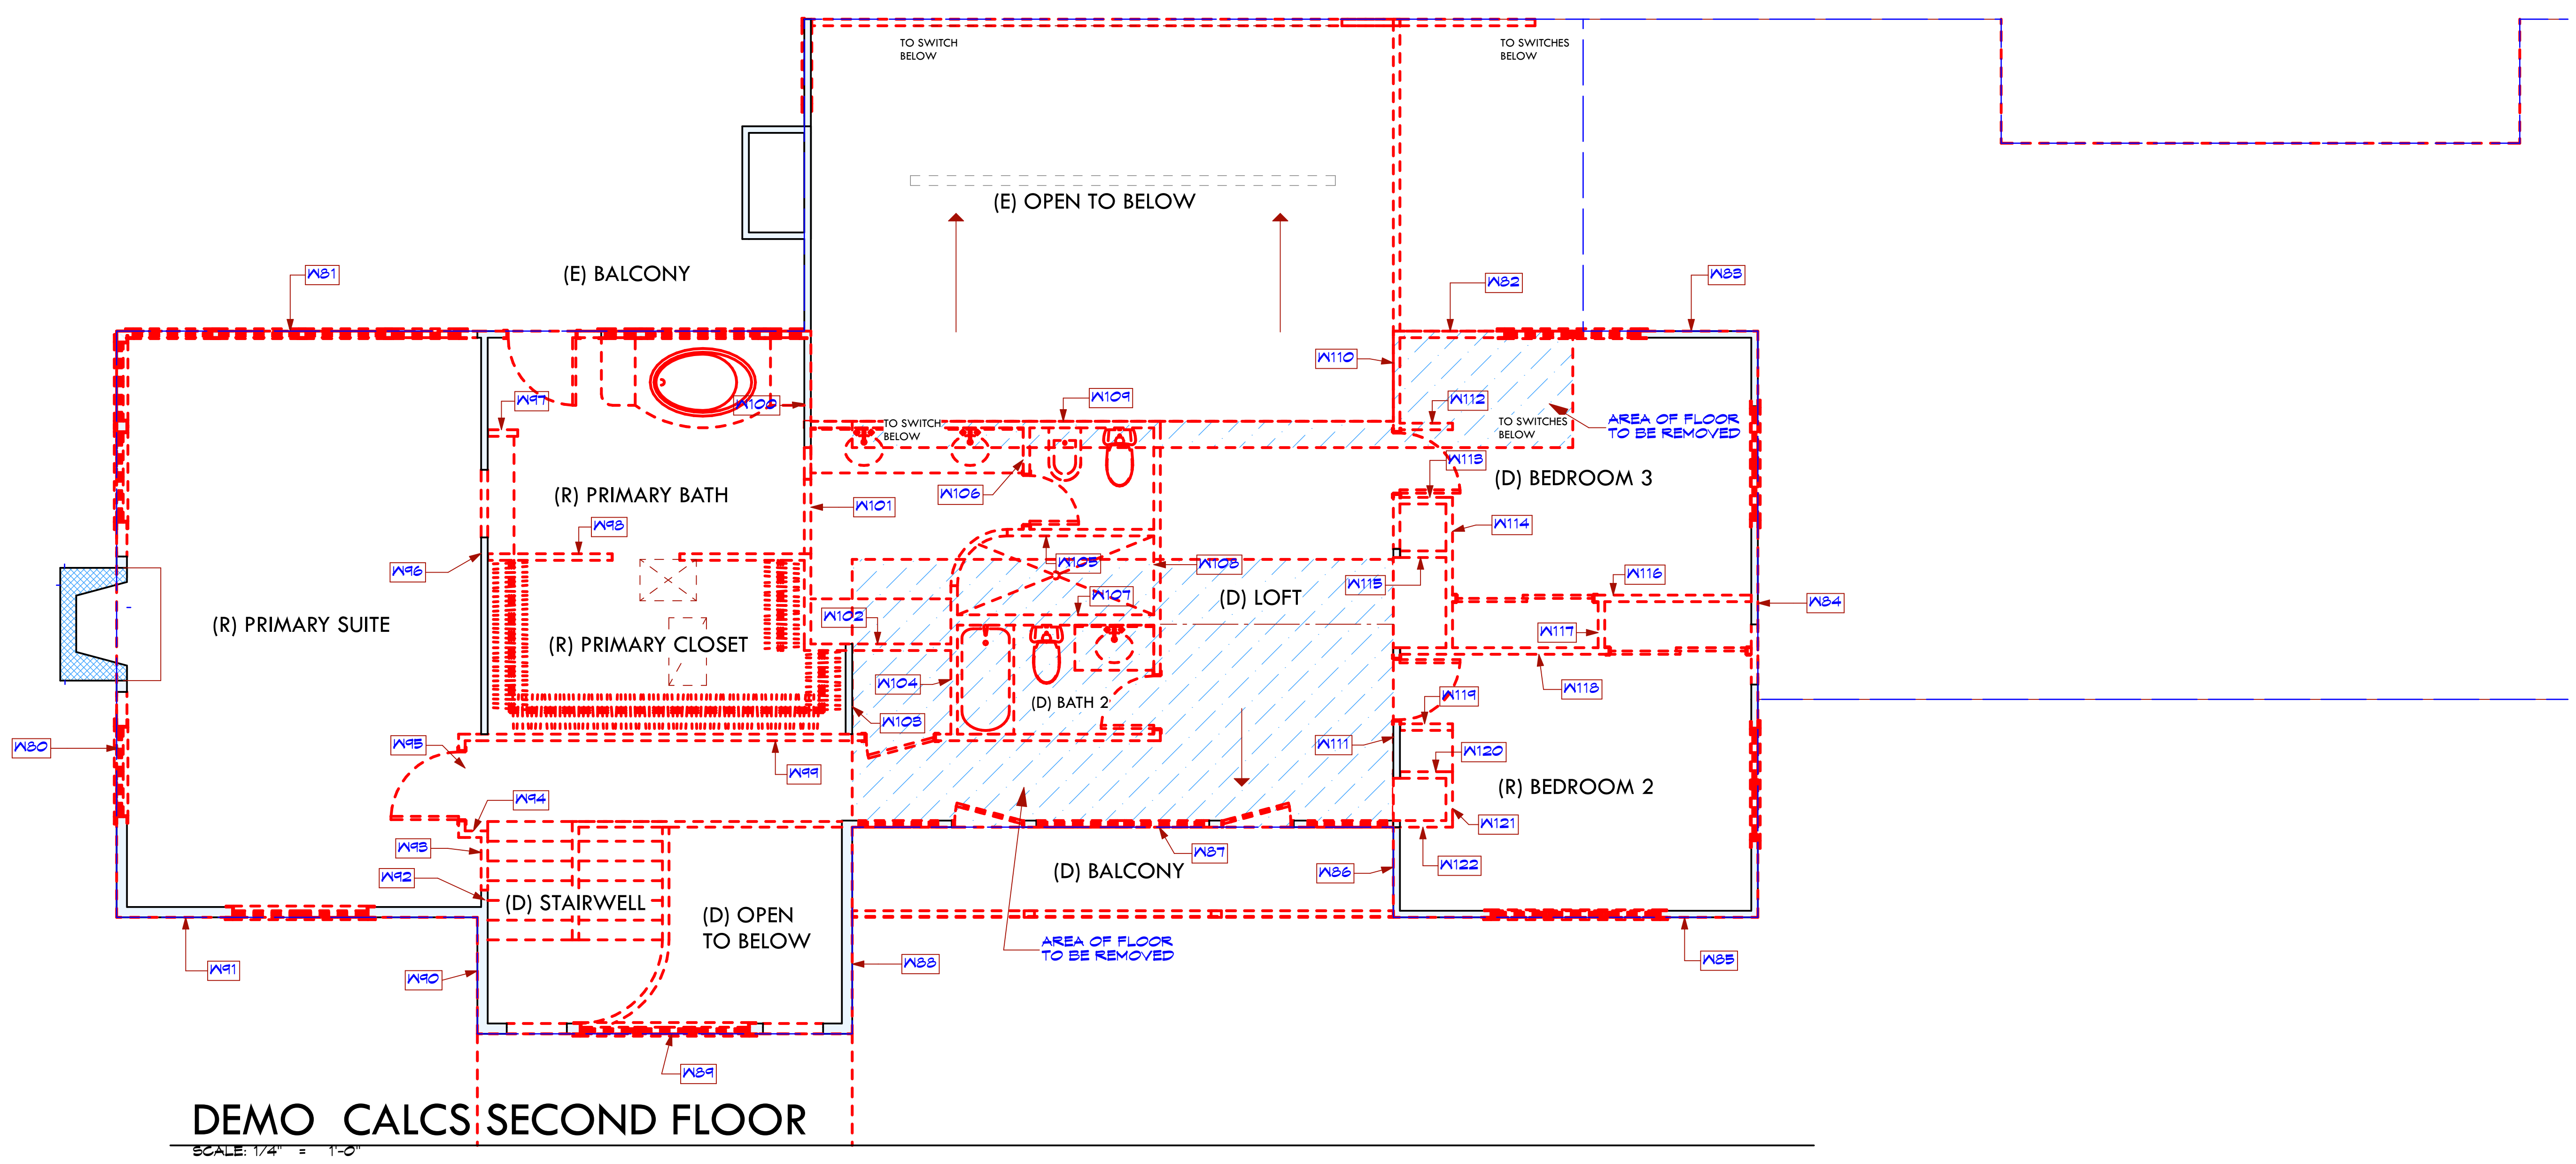 TO SWITCH
BELOW
TO SWITCHES
BELOW
(E) OPEN TO BELOW
(E) BALCONY
W81
W82
W83
W110
W97
W100
W109
W112
TO SWITCH
BELOW
TO SWITCHES
BELOW
AREA OF FLOOR
TO BE REMOVED
W113
(D) BEDROOM 3
(R) PRIMARY BATH
W106
W101
W98
W114
W96
W105
W108
W115
W116
W107
(D) LOFT
W84
(R) PRIMARY SUITE
W102
W117
(R) PRIMARY CLOSET
W104
W118
(D) BATH 2
W119
W103
W80
W95
W111
W120
W99
(R) BEDROOM 2
W94
W121
W93
W87
W122
W92
(D) BALCONY
W86
(D) STAIRWELL
(D) OPEN
TO BELOW
AREA OF FLOOR
TO BE REMOVED
W91
W90
W88
W85
W89
DEMO CALCS SECOND FLOOR
SCALE: 1/4" = 1'-0"